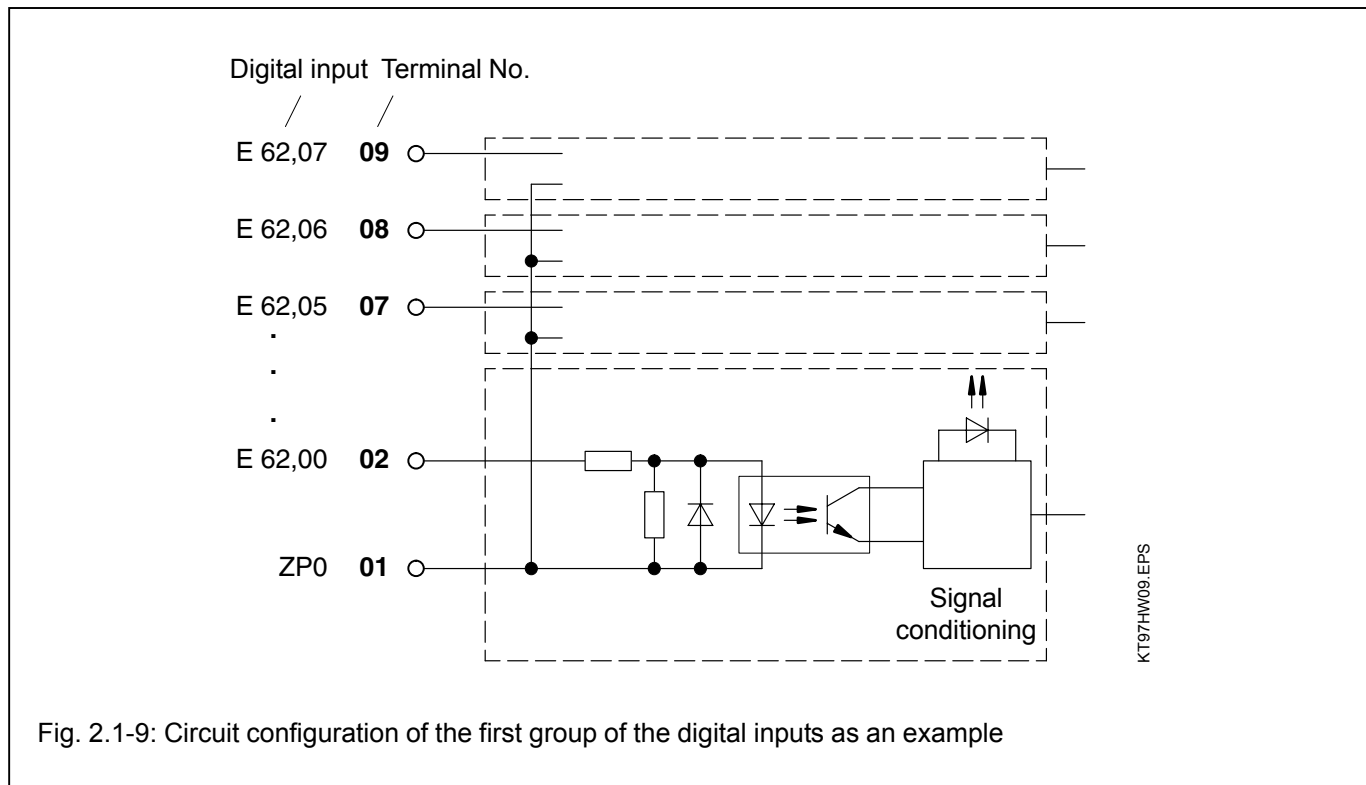 Digital input Terminal No.
E 62,07 09
E 62,06 08
E 62,05 07
.
.
.
E 62,00 02
ZP0 01
Signal
conditioning
KT97HW09.EPS
Fig. 2.1-9: Circuit configuration of the first group of the digital inputs as an example